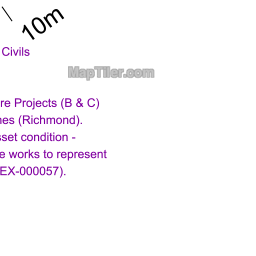 10m
Civils
MapTiler.com
re Projects (B & C)
nes (Richmond).
sset condition -
e works to represent
EX-000057).